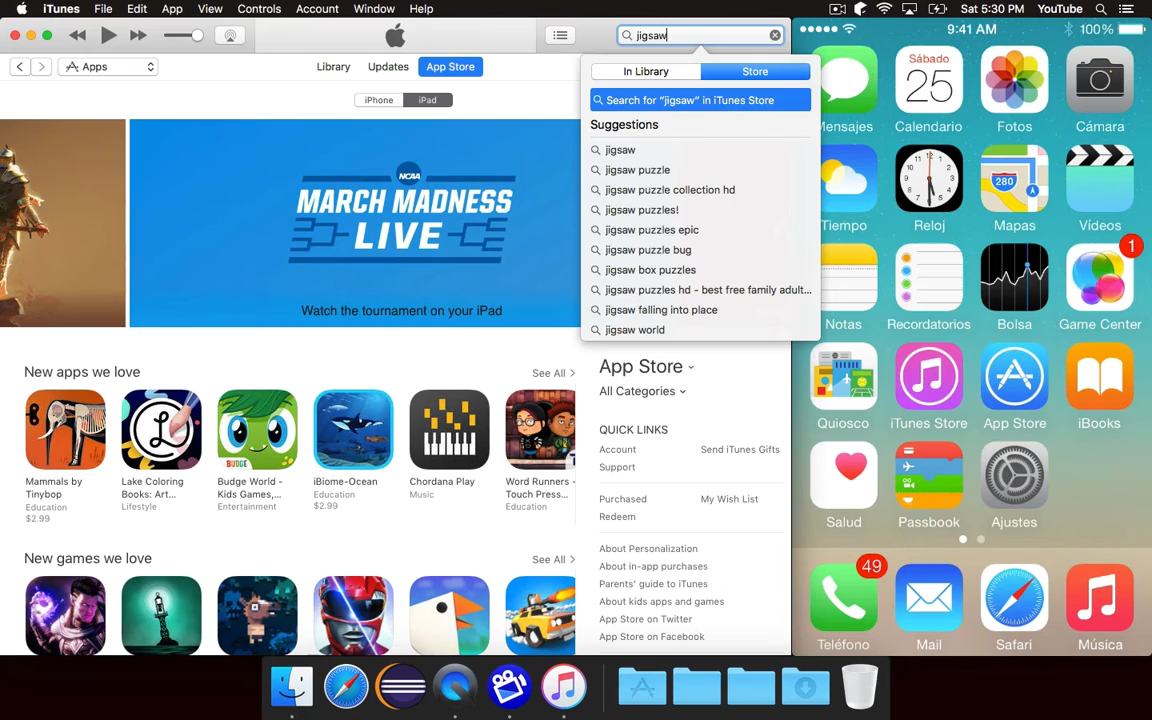 iTunes File Edit App View Controls Account Window Help
Sat 5:30 PM YouTube
jigsaw
Apps
Library Updates App Store
iPhone iPad
In Library Store
Search for “jigsaw” in iTunes Store
Suggestions
jigsaw
jigsaw puzzle
jigsaw puzzle collection hd
jigsaw puzzles!
jigsaw puzzles epic
jigsaw puzzle bug
jigsaw box puzzles
jigsaw puzzles hd - best free family adult...
jigsaw falling into place
jigsaw world
NCAA
MARCH MADNESS
LIVE
Watch the tournament on your iPad
New apps we love
See All
Mammals by
Tinybop
Education
$2.99
Lake Coloring
Books: Art...
Lifestyle
BUDGE
Budge World -
Kids Games,...
Entertainment
iBiome-Ocean
Education
$2.99
Chordana Play
Music
Word Runners -
Touch Press...
Education
New games we love
See All
App Store
All Categories
QUICK LINKS
Account
Send iTunes Gifts
Support
Purchased
My Wish List
Redeem
About Personalization
About in-app purchases
Parents' guide to iTunes
About kids apps and games
App Store on Twitter
App Store on Facebook
9:41 AM
100%
Sábado
25
Mensajes Calendario Fotos Cámara
280
Tiempo Reloj Mapas Vídeos
1
Notas Recordatorios Bolsa Game Center
Quiosco iTunes Store App Store iBooks
Salud Passbook Ajustes
49
Teléfono Mail Safari Música